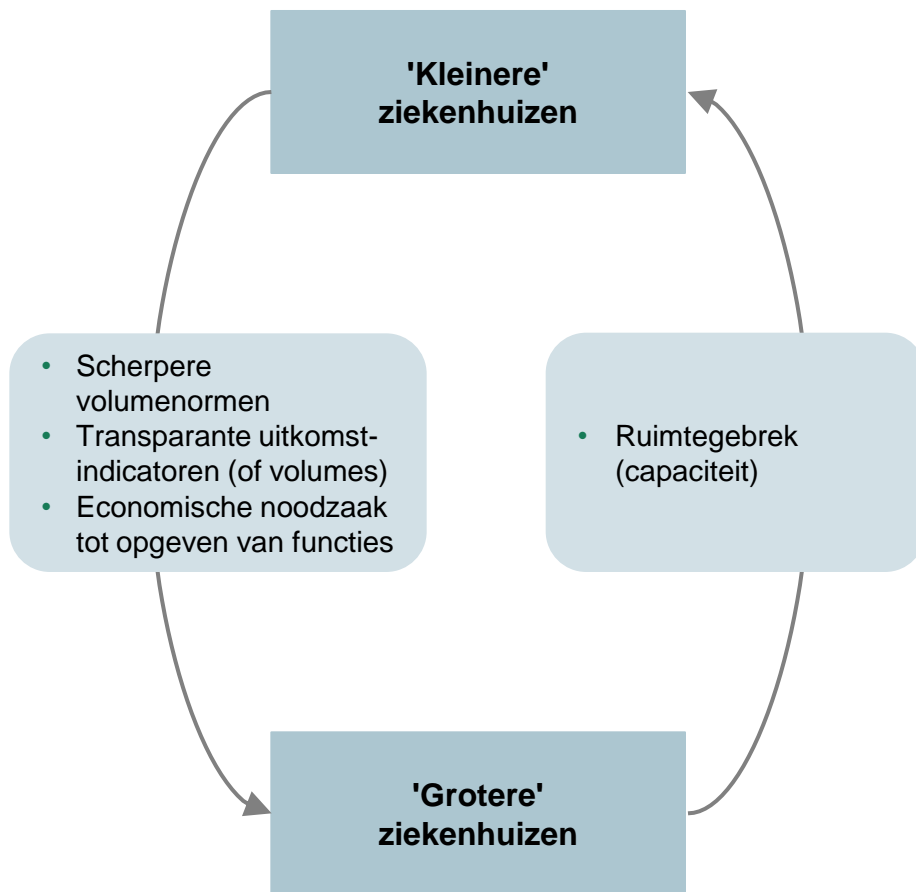 'Kleinere'
ziekenhuizen
• Scherpere
volumenormen
• Transparante uitkomst-
indicatoren (of volumes)
• Economische noodzaak
tot opgeven van functies
• Ruimtegebrek
(capaciteit)
'Grotere'
ziekenhuizen